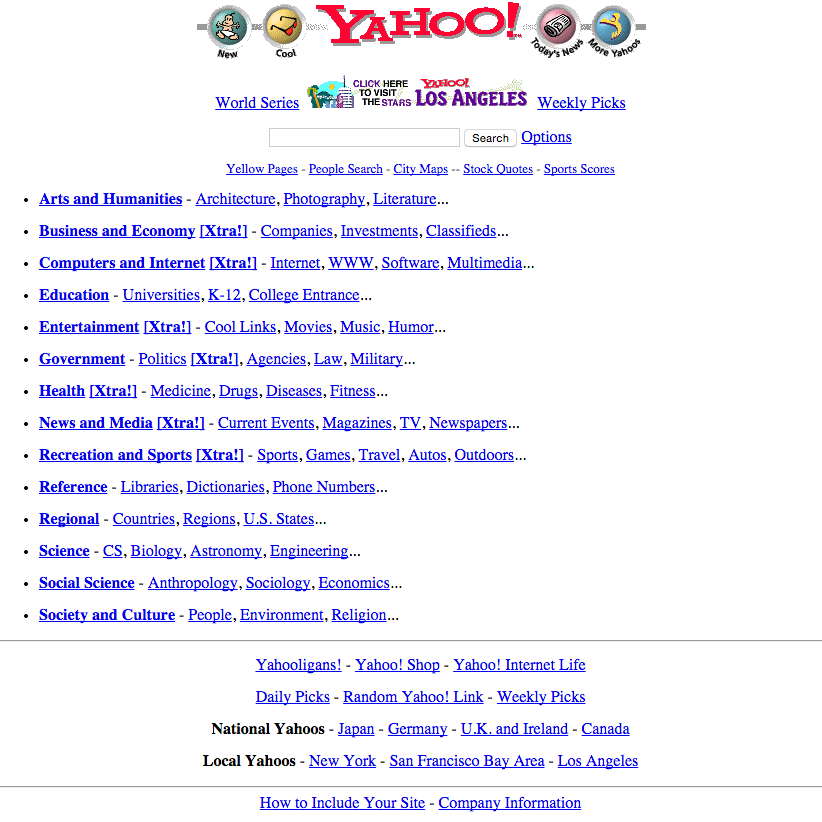 New Cool YAHOO! Today's News More Yahoos
World Series CLICK HERE TO VISIT THE STARS YAHOO! LOS ANGELES Weekly Picks
Search Options
Yellow Pages - People Search - City Maps -- Stock Quotes - Sports Scores
• Arts and Humanities - Architecture, Photography, Literature...
• Business and Economy [Xtra!] - Companies, Investments, Classifieds...
• Computers and Internet [Xtra!] - Internet, WWW, Software, Multimedia...
• Education - Universities, K-12, College Entrance...
• Entertainment [Xtra!] - Cool Links, Movies, Music, Humor...
• Government - Politics [Xtra!], Agencies, Law, Military...
• Health [Xtra!] - Medicine, Drugs, Diseases, Fitness...
• News and Media [Xtra!] - Current Events, Magazines, TV, Newspapers...
• Recreation and Sports [Xtra!] - Sports, Games, Travel, Autos, Outdoors...
• Reference - Libraries, Dictionaries, Phone Numbers...
• Regional - Countries, Regions, U.S. States...
• Science - CS, Biology, Astronomy, Engineering...
• Social Science - Anthropology, Sociology, Economics...
• Society and Culture - People, Environment, Religion...
Yahooligans! - Yahoo! Shop - Yahoo! Internet Life
Daily Picks - Random Yahoo! Link - Weekly Picks
National Yahoos - Japan - Germany - U.K. and Ireland - Canada
Local Yahoos - New York - San Francisco Bay Area - Los Angeles
How to Include Your Site - Company Information